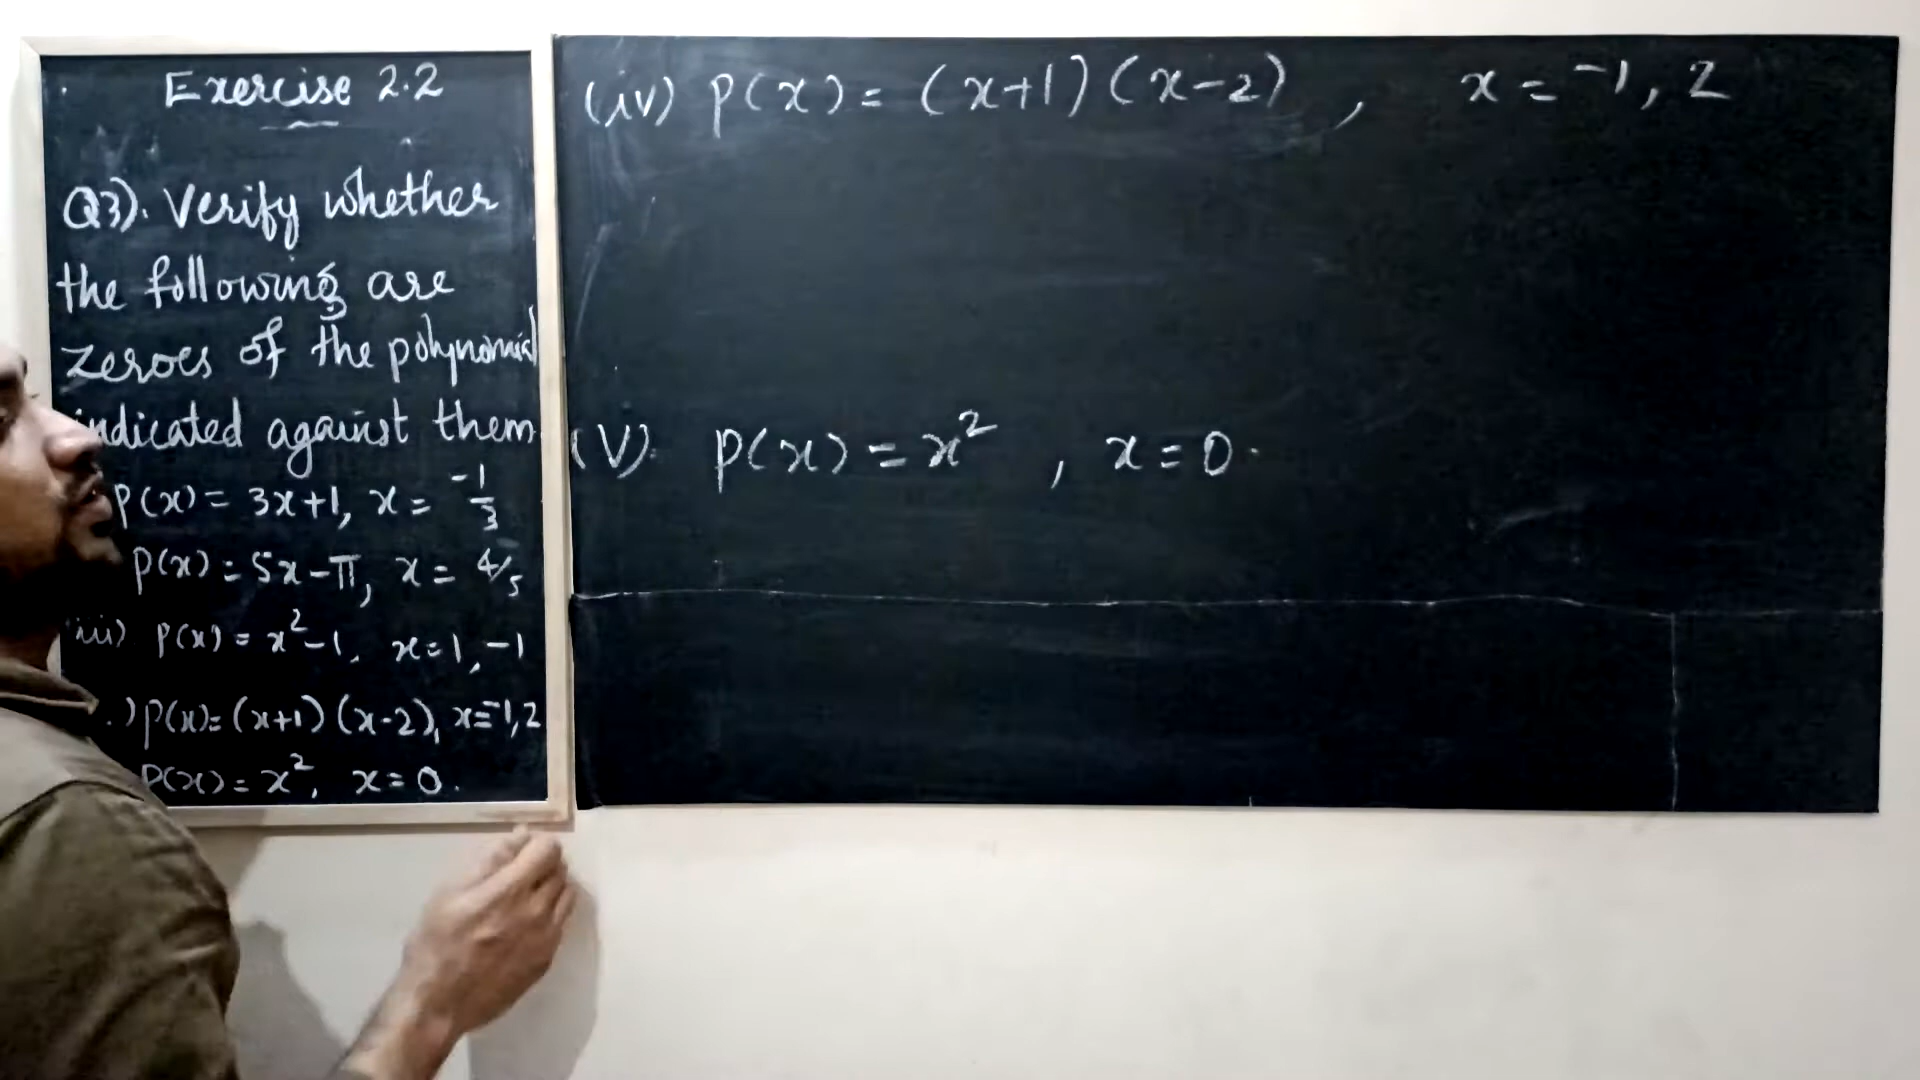 Exercise 2.2
Q3). Verify whether
the following are
zeroes of the polynomial
indicated against them
p(x) = 3x+1, x = -1/3
p(x) = 5x-π, x = 4/5
iii) p(x) = x²-1, x=1,-1
.) p(x)= (x+1) (x-2), x=-1,2
p(x) = x², x=0.
(iv) p(x) = (x+1) (x-2) , x = -1, 2
(V). p(x) = x² , x=0.